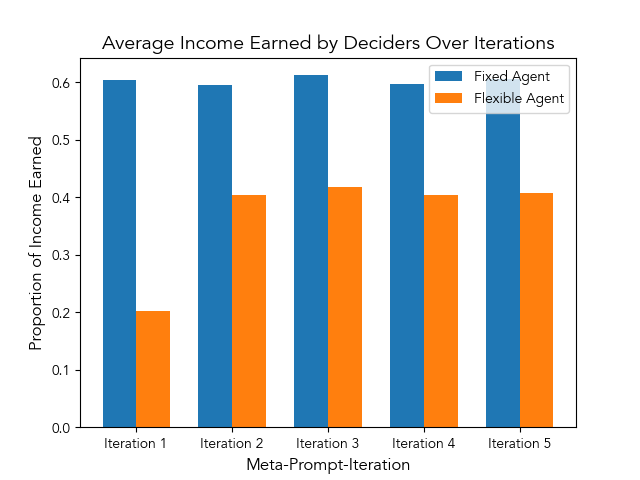 Average Income Earned by Deciders Over Iterations
Fixed Agent
Flexible Agent
Proportion of Income Earned
0.6
0.5
0.4
0.3
0.2
0.1
0.0
Iteration 1 Iteration 2 Iteration 3 Iteration 4 Iteration 5
Meta-Prompt-Iteration